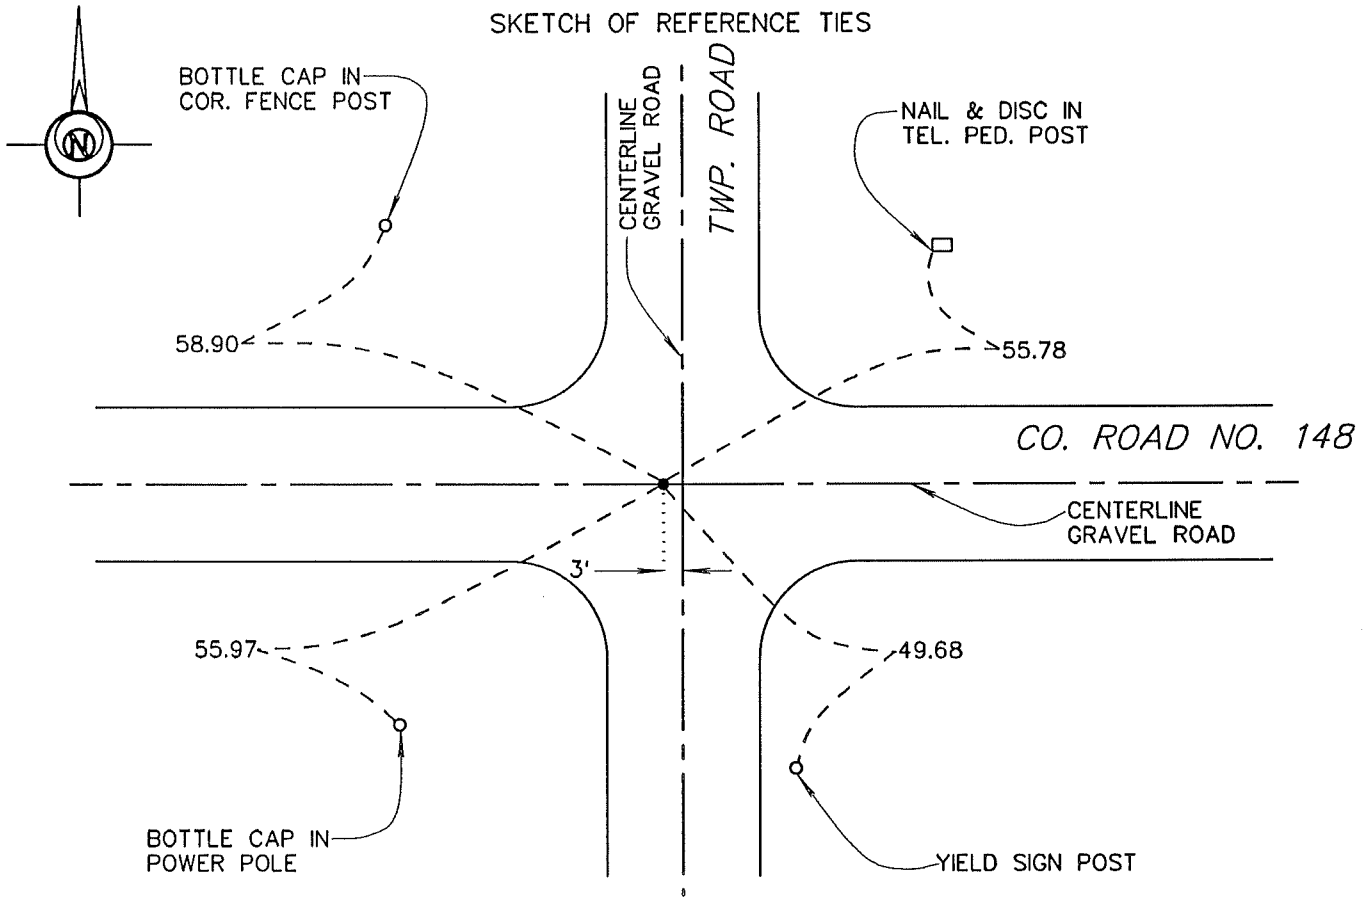 SKETCH OF REFERENCE TIES
BOTTLE CAP IN
COR. FENCE POST
N
CENTERLINE
GRAVEL ROAD
TWP. ROAD
NAIL & DISC IN
TEL. PED. POST
58.90
55.78
CO. ROAD NO. 148
CENTERLINE
GRAVEL ROAD
3'
55.97
49.68
BOTTLE CAP IN
POWER POLE
YIELD SIGN POST